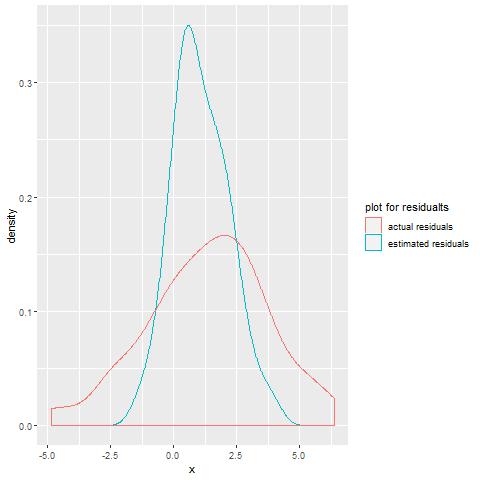 0.3
0.2
0.1
0.0
-5.0
-2.5
0.0
2.5
5.0
x
density
plot for residualts
actual residuals
estimated residuals